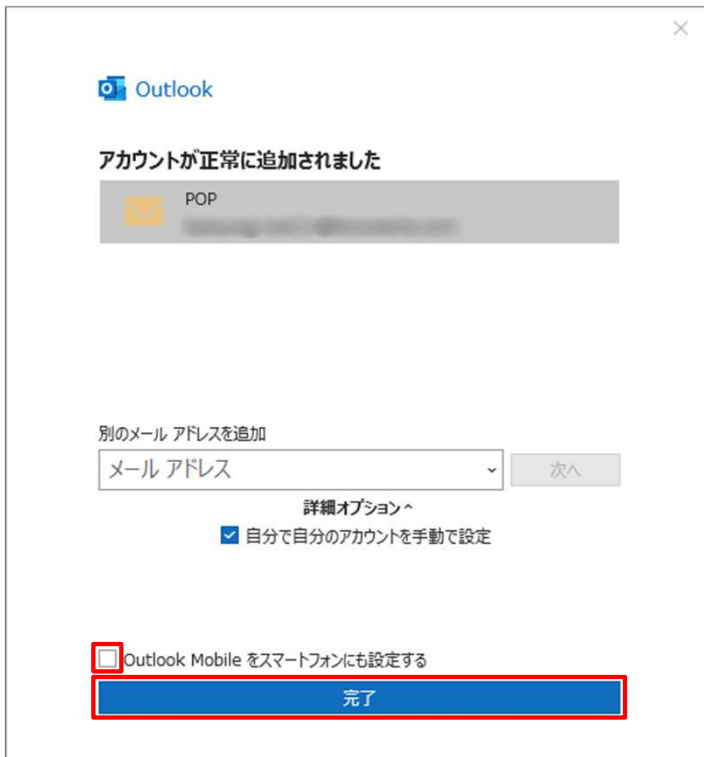 Outlook
アカウントが正常に追加されました
POP
別のメール アドレスを追加
メール アドレス
次へ
詳細オプション
自分で自分のアカウントを手動で設定
Outlook Mobile をスマートフォンにも設定する
完了